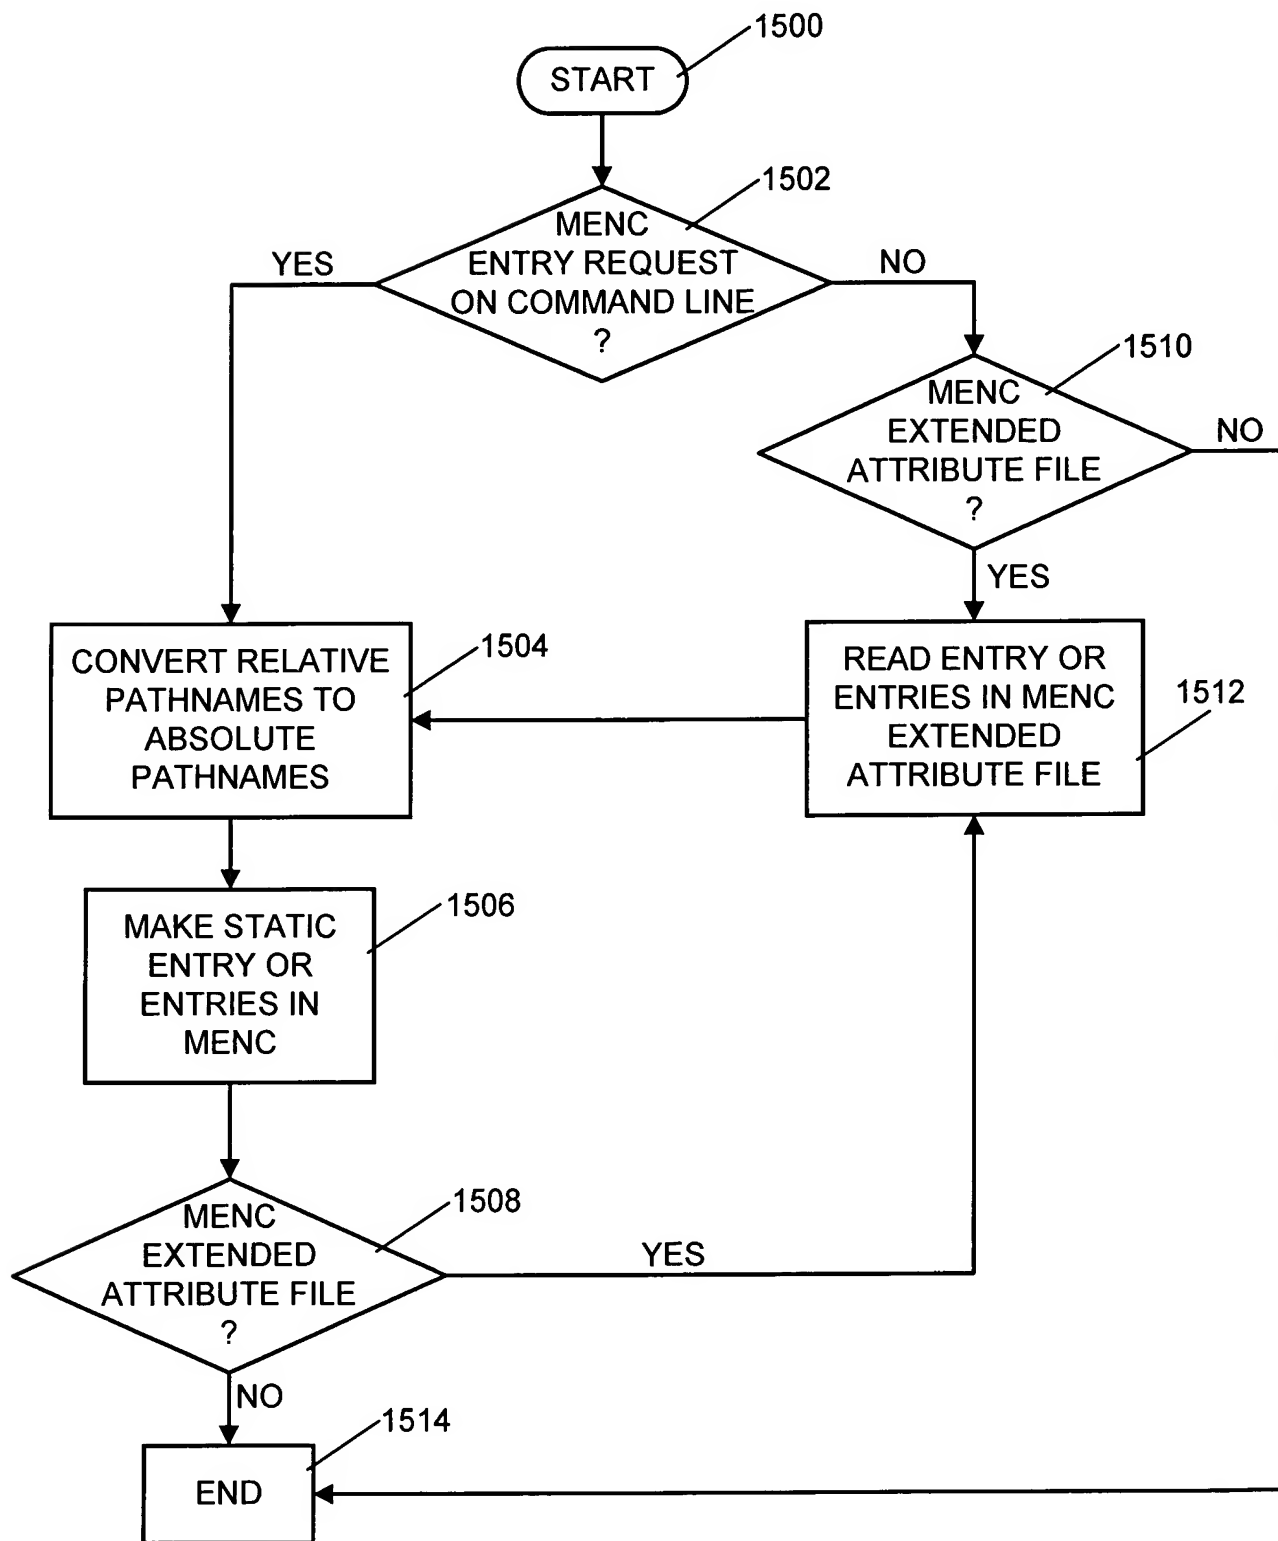 1500
START
1502
MENC
ENTRY REQUEST
ON COMMAND LINE
?
YES
NO
1510
MENC
EXTENDED
ATTRIBUTE FILE
?
NO
YES
1504
CONVERT RELATIVE
PATHNAMES TO
ABSOLUTE
PATHNAMES
READ ENTRY OR
ENTRIES IN MENC
EXTENDED
ATTRIBUTE FILE
1512
1506
MAKE STATIC
ENTRY OR
ENTRIES IN
MENC
1508
MENC
EXTENDED
ATTRIBUTE FILE
?
YES
NO
1514
END